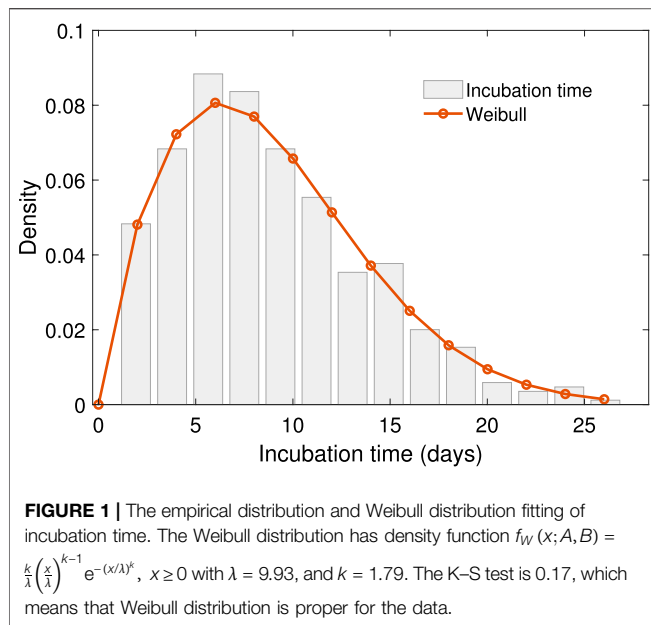 0.1
0.08
0.06
0.04
0.02
0
Density
Incubation time
Weibull
0 5 10 15 20 25
Incubation time (days)
FIGURE 1 | The empirical distribution and Weibull distribution fitting of
incubation time. The Weibull distribution has density function f_W (x; A, B) =
\frac{k}{λ}(\frac{x}{λ})^{k−1} e^{−(x/λ)^k}, x ≥ 0 with λ = 9.93, and k = 1.79. The K–S test is 0.17, which
means that Weibull distribution is proper for the data.